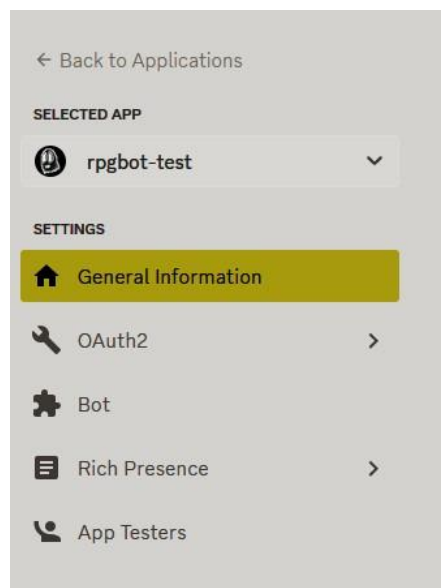 ← Back to Applications
SELECTED APP
rpgbot-test
SETTINGS
General Information
OAuth2
Bot
Rich Presence
App Testers